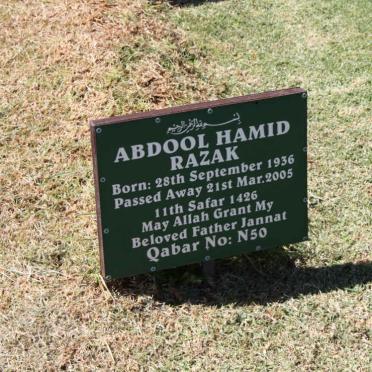 بسم الله الرحمن الرحيم
ABDOOL HAMID
RAZAK
Born: 28th September 1936
Passed Away 21st Mar.2005
11th Safar 1426
May Allah Grant My
Beloved Father Jannat
Qabar No: N50